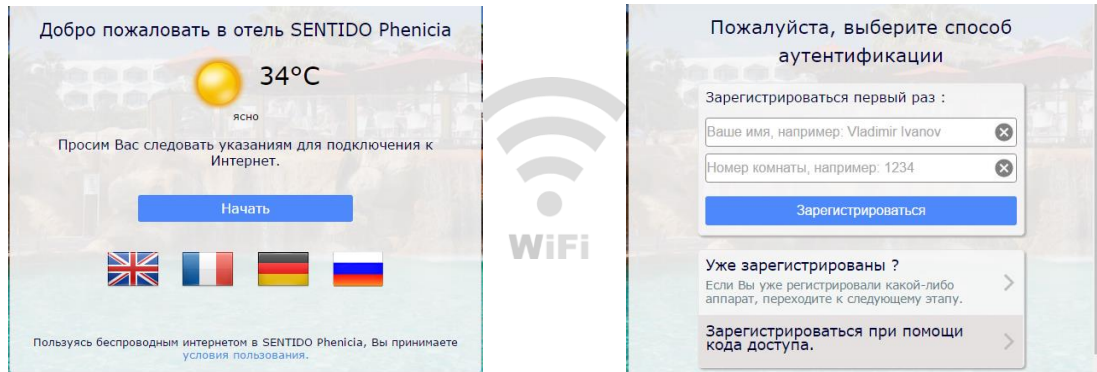 Добро пожаловать в отель SENTIDO Phenicia
34°C
ясно
Просим Вас следовать указаниям для подключения к
Интернет.
Начать
Пользуясь беспроводным интернетом в SENTIDO Phenicia, Вы принимаете
условия пользования.
WiFi
Пожалуйста, выберите способ
аутентификации
Зарегистрироваться первый раз :
Ваше имя, например: Vladimir Ivanov
Номер комнаты, например: 1234
Зарегистрироваться
Уже зарегистрированы ?
Если Вы уже регистрировали какой-либо
аппарат, переходите к следующему этапу.
Зарегистрироваться при помощи
кода доступа.